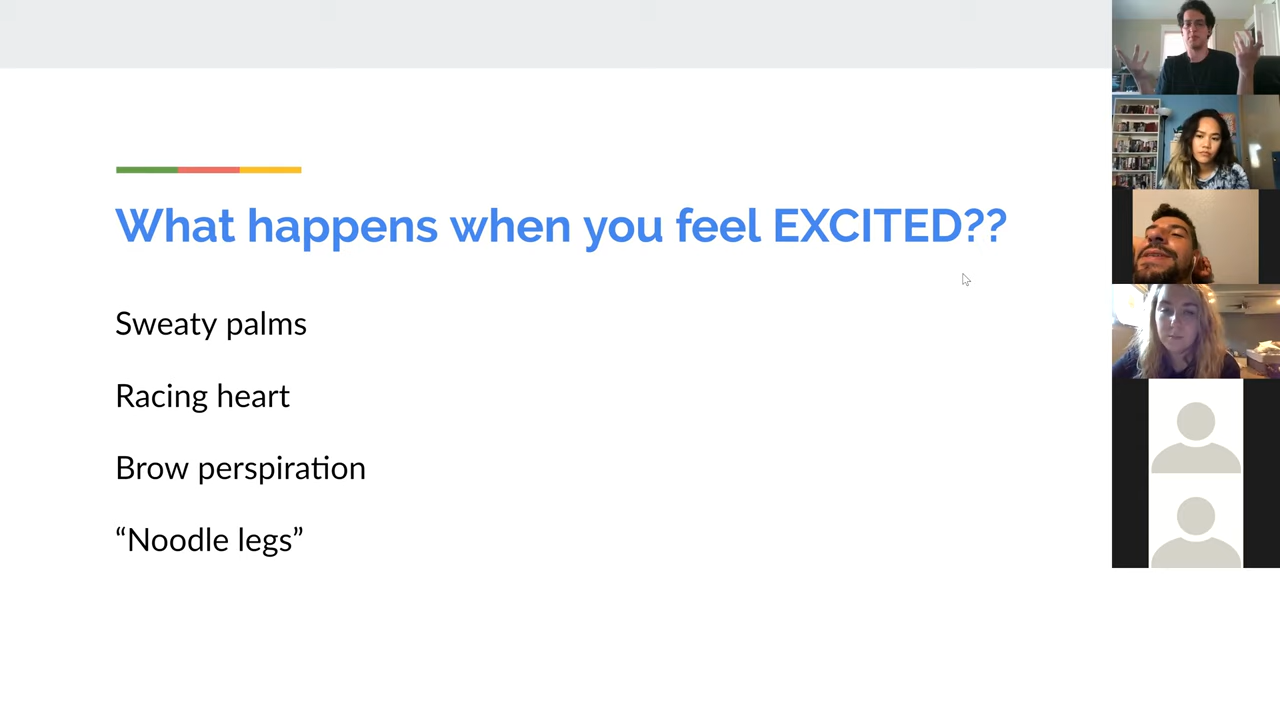 What happens when you feel EXCITED??
Sweaty palms
Racing heart
Brow perspiration
“Noodle legs”